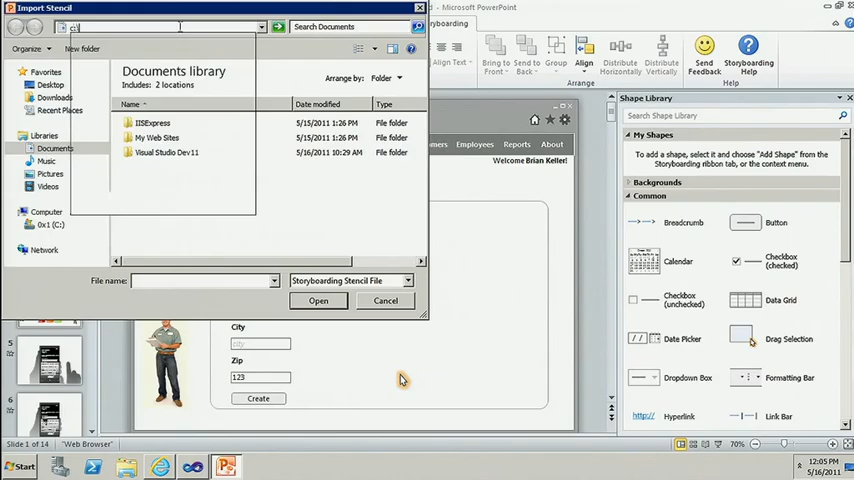 Import Stencil
Microsoft PowerPoint
c:\
Search Documents
Organize
New folder
Storyboarding
Bring to Front
Send to Back
Group
Align
Distribute Horizontally
Distribute Vertically
Send Feedback
Storyboarding Help
Align Text
Favorites
Desktop
Downloads
Recent Places
Libraries
Documents
Music
Pictures
Videos
Computer
0x1 (C:)
Network
Documents library
Includes: 2 locations
Arrange by: Folder
Name
Date modified
Type
IISExpress
5/15/2011 1:26 PM
File folder
My Web Sites
5/15/2011 1:26 PM
File folder
Visual Studio Dev11
5/16/2011 10:29 AM
File folder
File name:
Storyboarding Stencil File
Open
Cancel
Employees
Reports
About
Welcome Brian Keller!
City
city
Zip
123
Create
5
6
Shape Library
Search Shapes
My Shapes
To add a shape, select it and choose "Add Shape" from the
Storyboarding ribbon tab, or the context menu.
Backgrounds
Common
Breadcrumb
Button
Calendar
Checkbox (checked)
Checkbox (unchecked)
Data Grid
Date Picker
Drag Selection
Dropdown Box
Formatting Bar
http://
Hyperlink
Link Bar
Slide 1 of 14
"Web Browser"
70%
Start
12:05 PM
5/16/2011